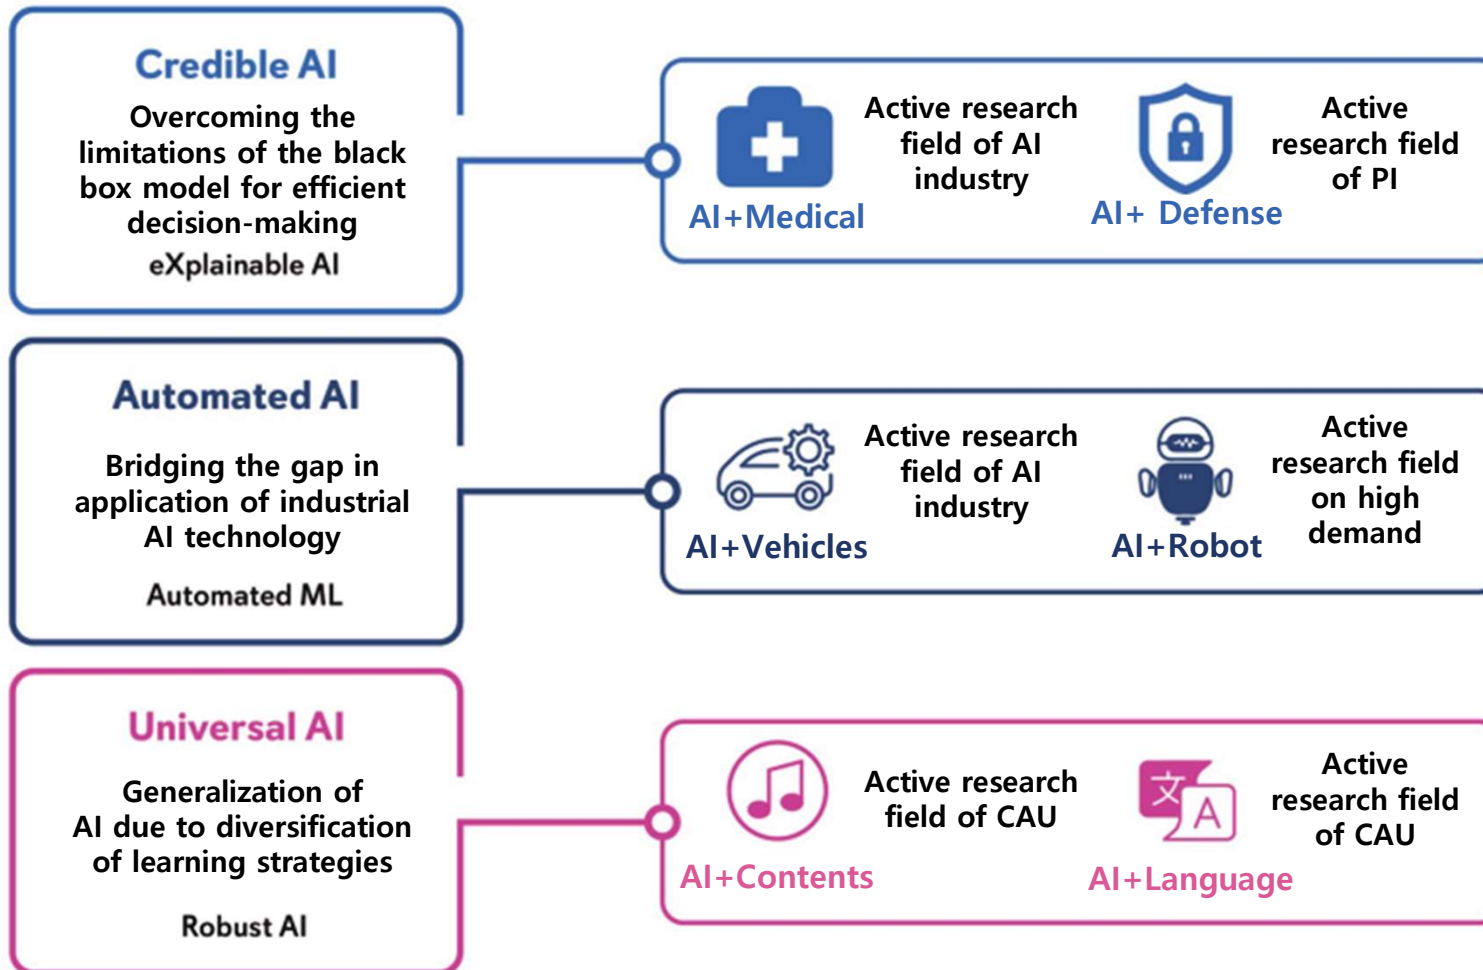 Credible AI
Overcoming the
limitations of the black
box model for efficient
decision-making
eXplainable AI
AI+Medical
Active research
field of AI
industry
AI+ Defense
Active
research field
of PI
Automated AI
Bridging the gap in
application of industrial
AI technology
Automated ML
AI+Vehicles
Active research
field of AI
industry
AI+Robot
Active
research field
on high
demand
Universal AI
Generalization of
AI due to diversification
of learning strategies
Robust AI
AI+Contents
Active research
field of CAU
文 A
AI+Language
Active
research field
of CAU